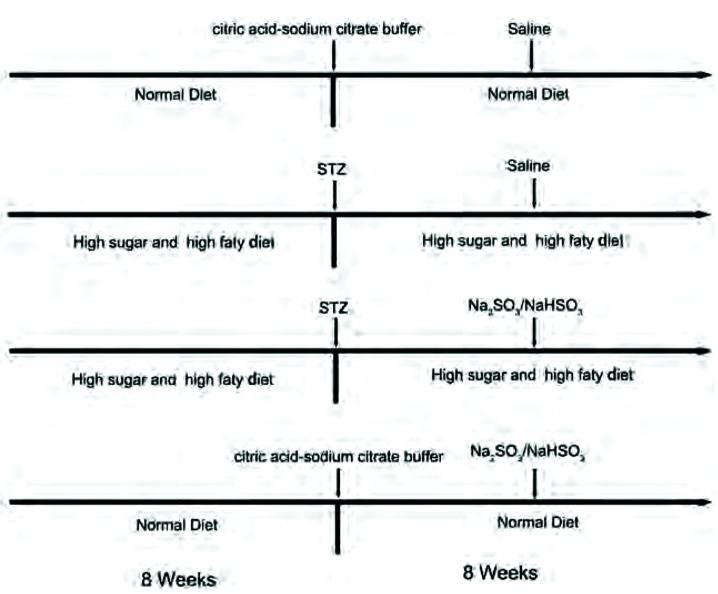 citric acid-sodium citrate buffer Saline
Normal Diet Normal Diet
STZ Saline
High sugar and high faty diet High sugar and high faty diet
STZ Na₂SO₃/NaHSO₃
High sugar and high faty diet High sugar and high faty diet
citric acid-sodium citrate buffer Na₂SO₃/NaHSO₃
Normal Diet Normal Diet
8 Weeks 8 Weeks